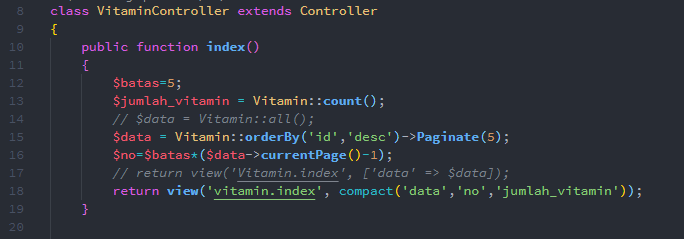 8 class VitaminController extends Controller
9 {
10 public function index()
11 {
12 $batas=5;
13 $jumlah_vitamin = Vitamin::count();
14 // $data = Vitamin::all();
15 $data = Vitamin::orderBy('id','desc')->Paginate(5);
16 $no=$batas*($data->currentPage()-1);
17 // return view('Vitamin.index', ['data' => $data]);
18 return view('vitamin.index', compact('data','no','jumlah_vitamin'));
19 }
20